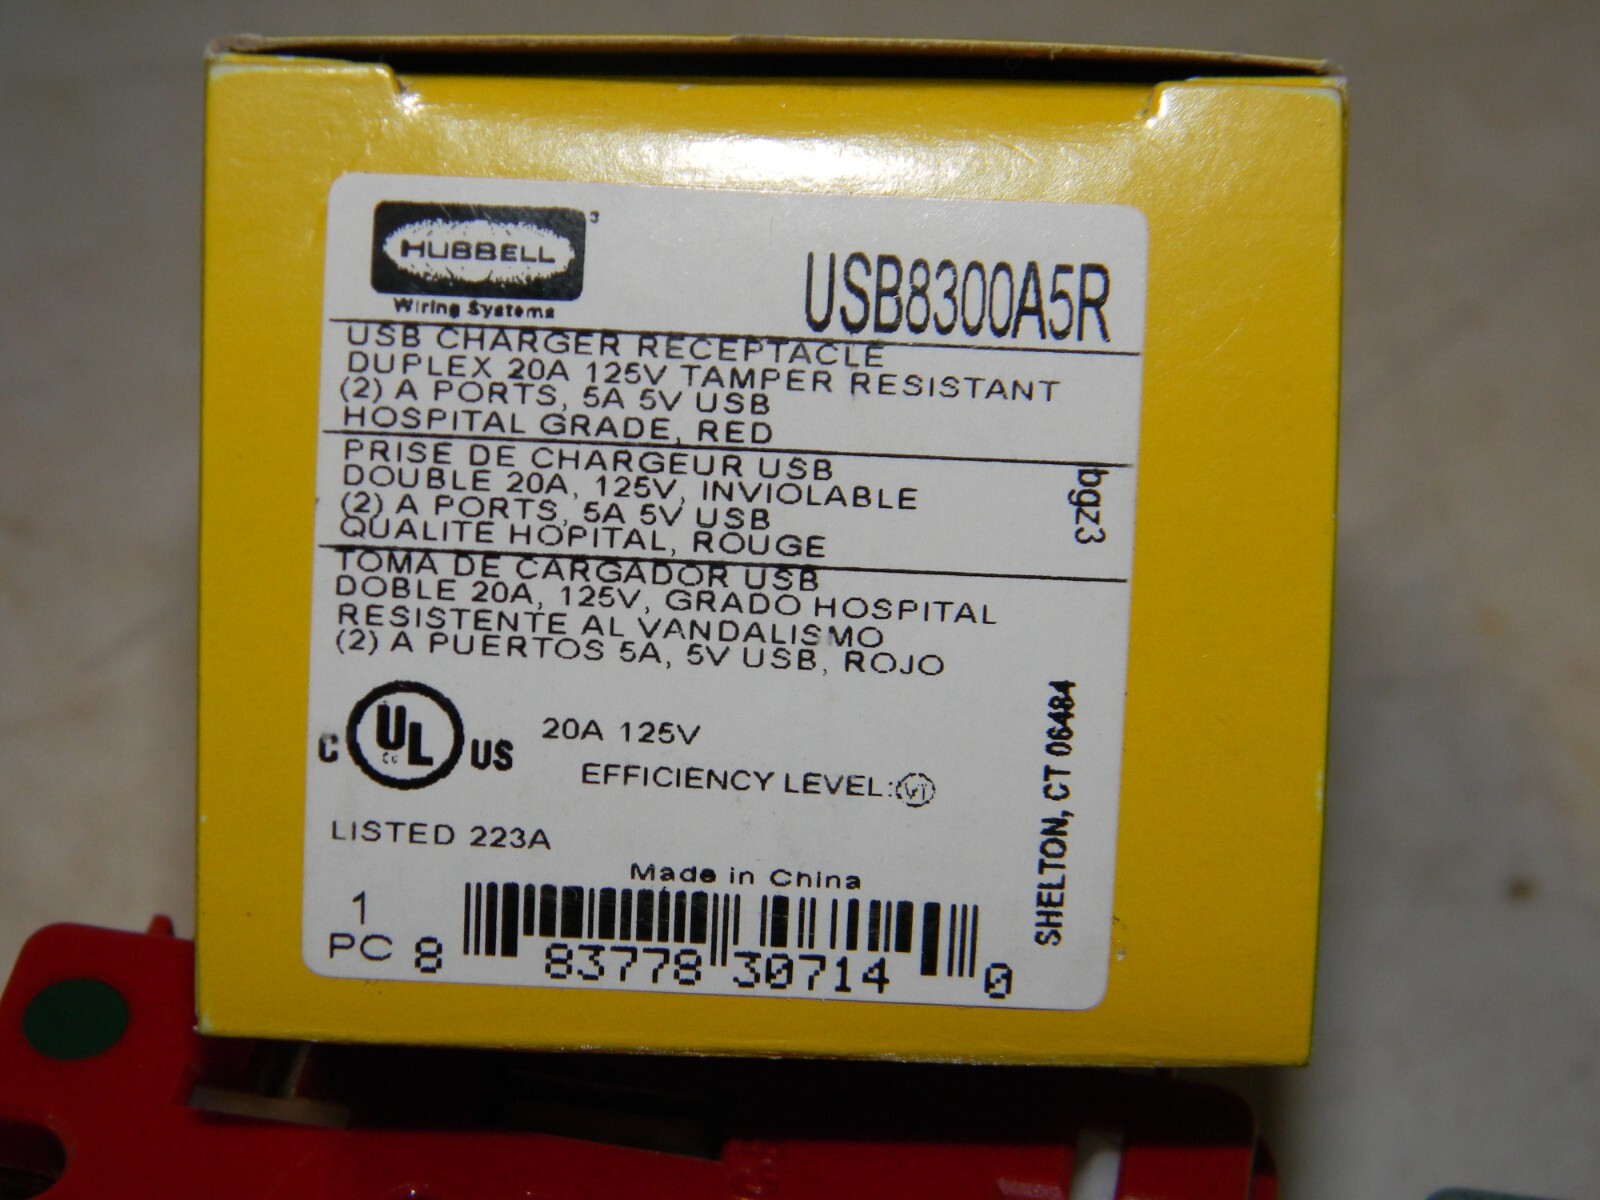 HUBBELL
Wiring Systems
USB8300A5R
USB CHARGER RECEPTACLE
DUPLEX 20A 125V TAMPER RESISTANT
(2) A PORTS, 5A 5V USB
HOSPITAL GRADE, RED
PRISE DE CHARGEUR USB
DOUBLE 20A, 125V, INVIOLABLE
(2) A PORTS, 5A 5V USB
QUALITE HOPITAL, ROUGE
bgz3
TOMA DE CARGADOR USB
DOBLE 20A, 125V, GRADO HOSPITAL
RESISTENTE AL VANDALISMO
(2) A PUERTOS 5A, 5V USB, ROJO
C UL US
20A 125V
EFFICIENCY LEVEL: VI
LISTED 223A
SHELTON, CT 06484
Made in China
1
PC
8 83778 30714 0